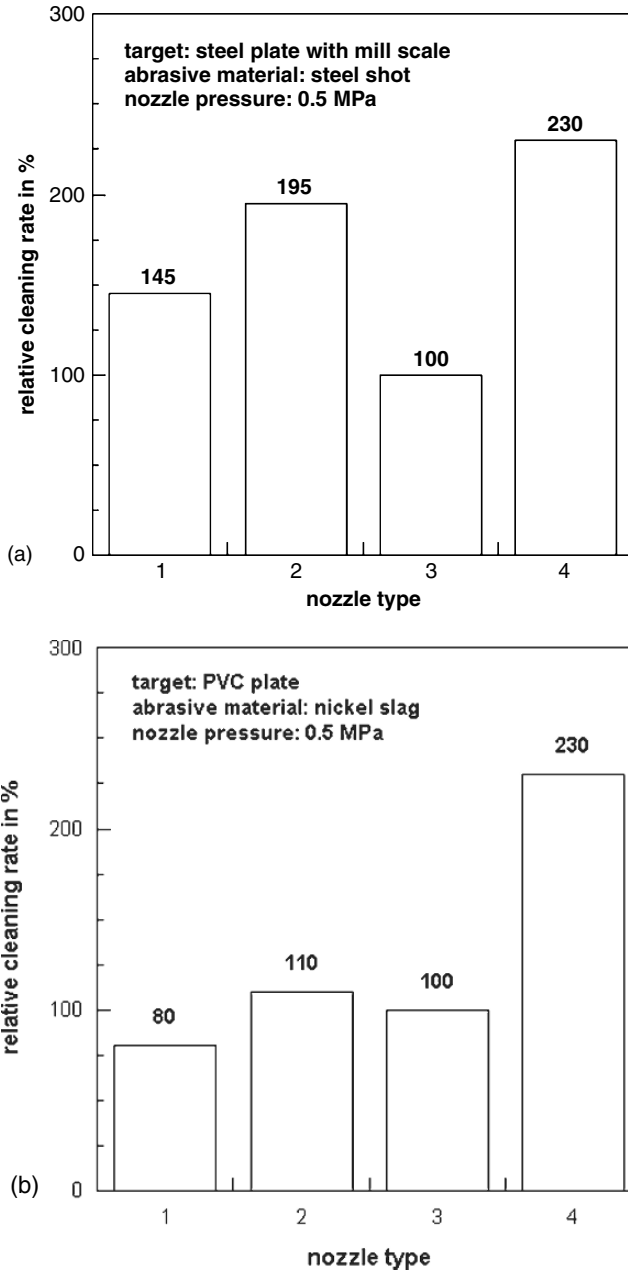 300
target: steel plate with mill scale
abrasive material: steel shot
nozzle pressure: 0.5 MPa
230
200
195
145
relative cleaning rate in %
100
100
0
(a)
1 2 3 4
nozzle type
300
target: PVC plate
abrasive material: nickel slag
nozzle pressure: 0.5 MPa
230
200
relative cleaning rate in %
110
100
100
80
0
(b)
1 2 3 4
nozzle type